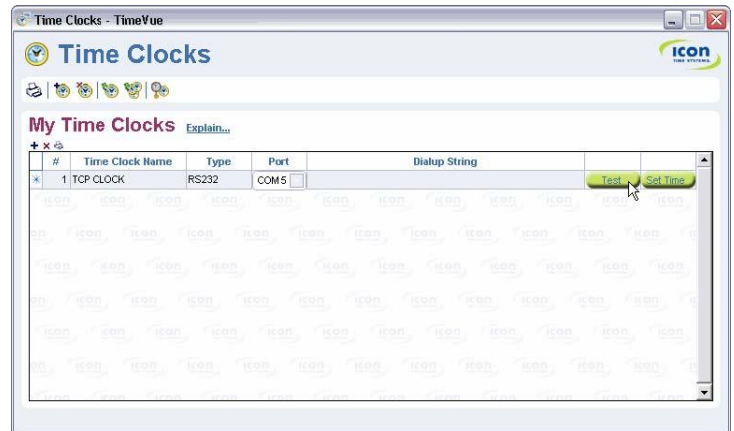 Time Clocks - TimeVue
Time Clocks
icon
TIME SYSTEMS
My Time Clocks Explain...
# Time Clock Name Type Port Dialup String
1 TCP CLOCK RS232 COM 5 Test Set Time